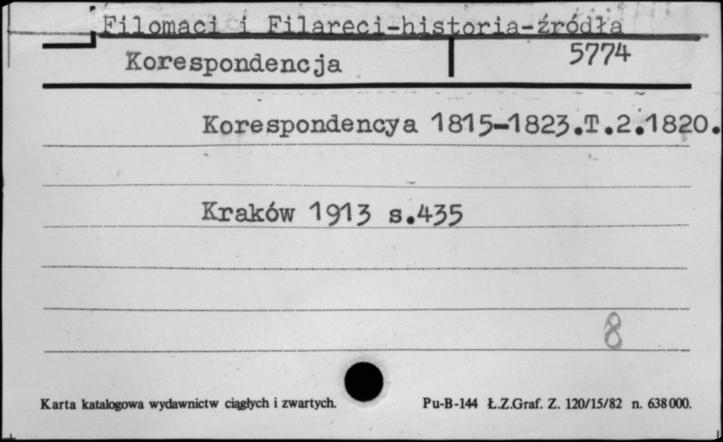 Filomaci i Filareci-historia-źródła
Korespondencja 5774
Korespondencya 1815-1823.T.2.1820.
Kraków 1913 s.435
8
Karta katalogowa wydawnictw ciągłych i zwartych. Pu-B-144 Ł.Z.Graf. Z. 120/15/82 n. 638000.